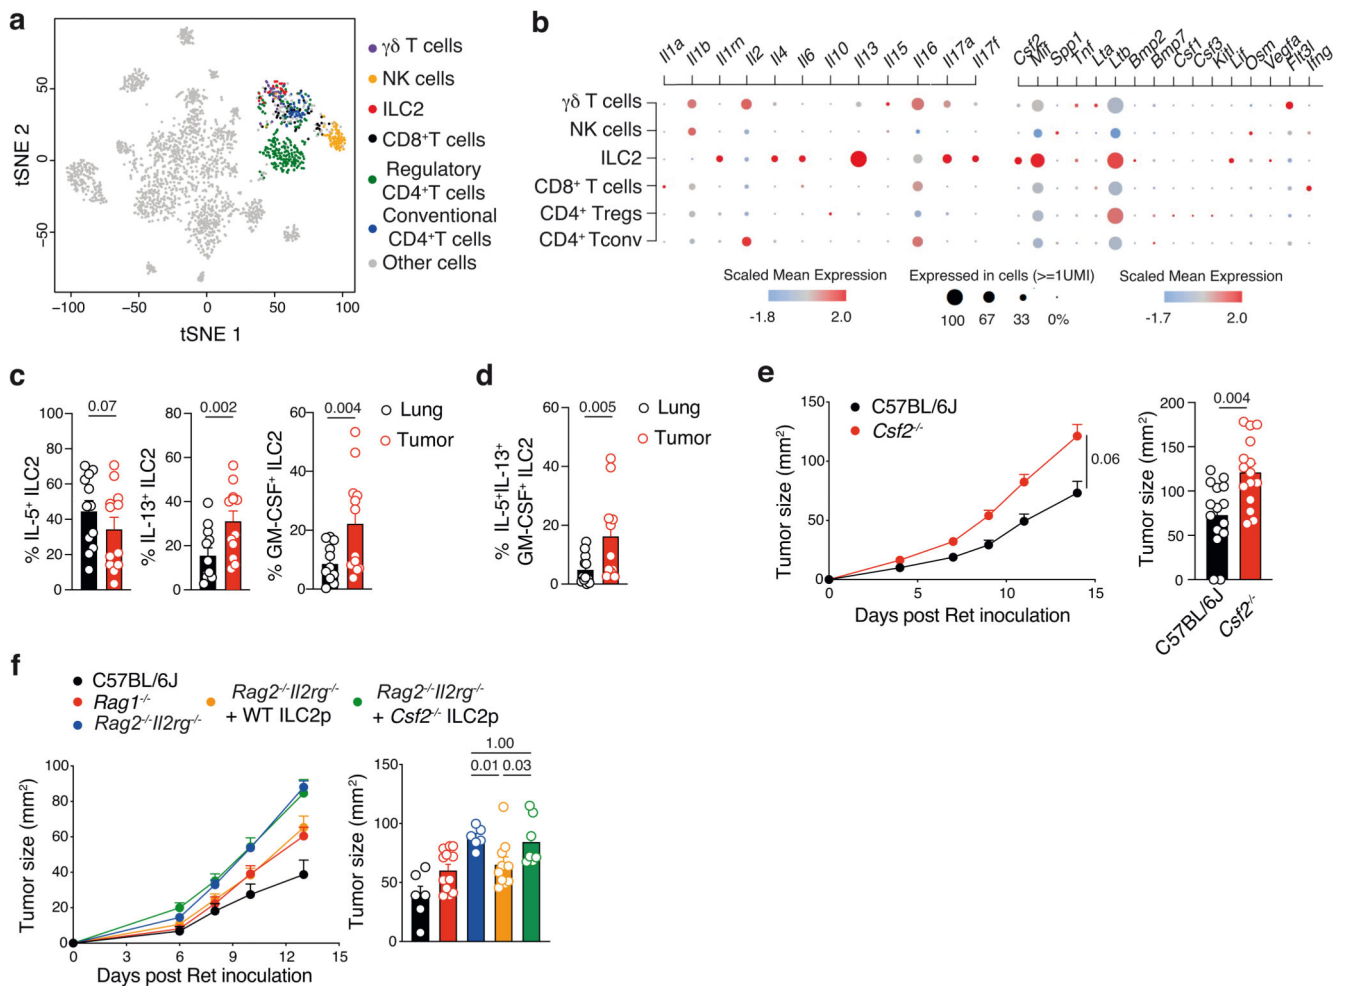 a
tSNE 2
50
0
−50
−100
−50
0
50
100
tSNE 1
γδ T cells
NK cells
ILC2
CD8⁺T cells
Regulatory
CD4⁺T cells
Conventional
CD4⁺T cells
Other cells
b
Il1a Il1b Il1rn Il2 Il4 Il6 Il10 Il13 Il15 Il16 Il17a Il17f Csf2 Mif Spp1 Tnf Lta Ltb Bmp2 Bmp7 Csf1 Csf3 Kitl Lif Osm Vegfa Flt3l Ifng
γδ T cells
NK cells
ILC2
CD8⁺ T cells
CD4⁺ Tregs
CD4⁺ Tconv
Scaled Mean Expression
-1.8 2.0
Expressed in cells (>=1UMI)
100 67 33 0%
Scaled Mean Expression
-1.7 2.0
c
% IL-5⁺ ILC2
100
80
60
40
20
0
0.07
% IL-13⁺ ILC2
80
60
40
20
0
0.002
% GM-CSF⁺ ILC2
60
40
20
0
0.004
Lung
Tumor
d
% IL-5⁺IL-13⁺
GM-CSF⁺ ILC2
60
40
20
0
0.005
Lung
Tumor
e
Tumor size (mm²)
150
100
50
0
0 5 10 15
Days post Ret inoculation
C57BL/6J
Csf2⁻/⁻
0.06
Tumor size (mm²)
200
150
100
50
0
0.004
C57BL/6J
Csf2⁻/⁻
f
C57BL/6J
Rag1⁻/⁻
Rag2⁻/⁻Il2rg⁻/⁻
Rag2⁻/⁻Il2rg⁻/⁻
+ WT ILC2p
Rag2⁻/⁻Il2rg⁻/⁻
+ Csf2⁻/⁻ ILC2p
Tumor size (mm²)
100
80
60
40
20
0
0 3 6 9 12 15
Days post Ret inoculation
Tumor size (mm²)
150
100
50
0
1.00
0.01 0.03